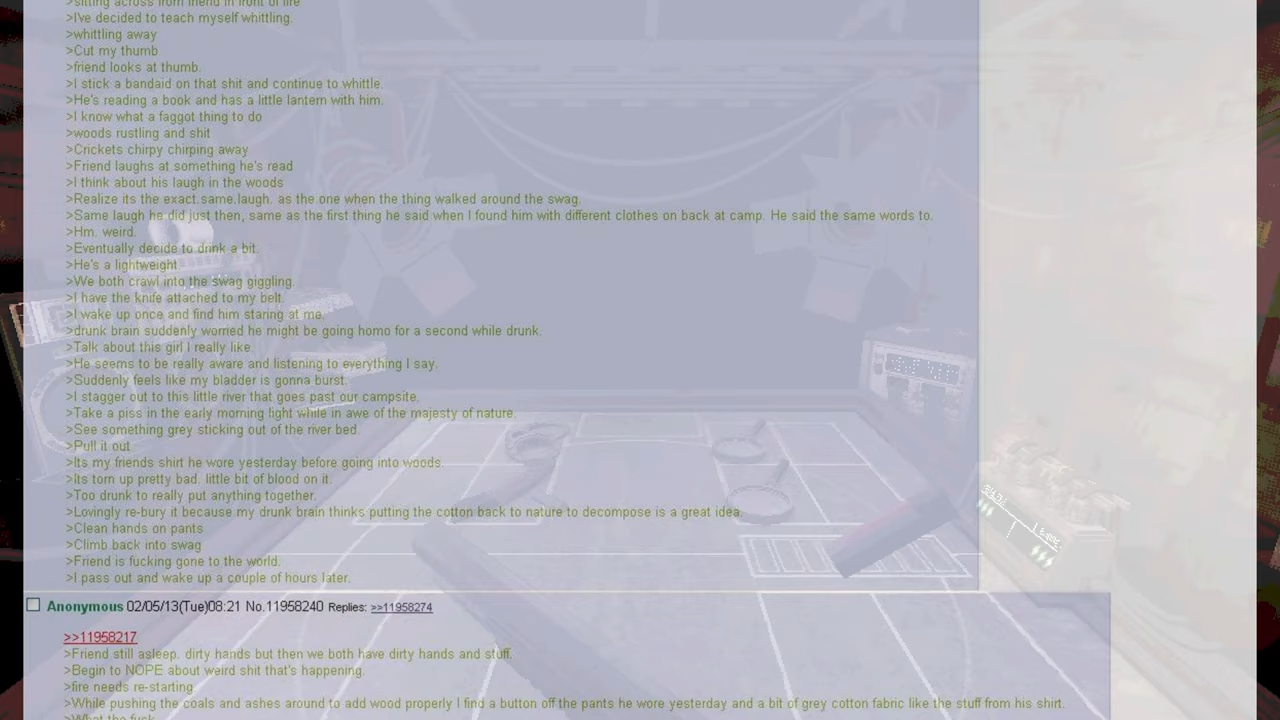 >sitting across from friend in front of fire
>I've decided to teach myself whittling.
>whittling away
>Cut my thumb
>friend looks at thumb.
>I stick a bandaid on that shit and continue to whittle.
>He's reading a book and has a little lantern with him.
>I know what a faggot thing to do
>woods rustling and shit
>Crickets chirpy chirping away
>Friend laughs at something he's read
>I think about his laugh in the woods
>Realize its the exact.same.laugh. as the one when the thing walked around the swag.
>Same laugh he did just then, same as the first thing he said when I found him with different clothes on back at camp. He said the same words to.
>Hm. weird.
>Eventually decide to drink a bit.
>He's a lightweight.
>We both crawl into the swag giggling.
>I have the knife attached to my belt.
>I wake up once and find him staring at me.
>drunk brain suddenly worried he might be going homo for a second while drunk.
>Talk about this girl I really like.
>He seems to be really aware and listening to everything I say.
>Suddenly feels like my bladder is gonna burst.
>I stagger out to this little river that goes past our campsite.
>Take a piss in the early morning light while in awe of the majesty of nature.
>See something grey sticking out of the river bed.
>Pull it out.
>Its my friends shirt he wore yesterday before going into woods.
>Its torn up pretty bad. little bit of blood on it.
>Too drunk to really put anything together.
>Lovingly re-bury it because my drunk brain thinks putting the cotton back to nature to decompose is a great idea.
>Clean hands on pants
>Climb back into swag
>Friend is fucking gone to the world.
>I pass out and wake up a couple of hours later.
Anonymous 02/05/13(Tue)08:21 No.11958240 Replies: >>11958274
>>11958217
>Friend still asleep. dirty hands but then we both have dirty hands and stuff.
>Begin to NOPE about weird shit that's happening.
>fire needs re-starting
>While pushing the coals and ashes around to add wood properly I find a button off the pants he wore yesterday and a bit of grey cotton fabric like the stuff from his shirt.
>What the fuck